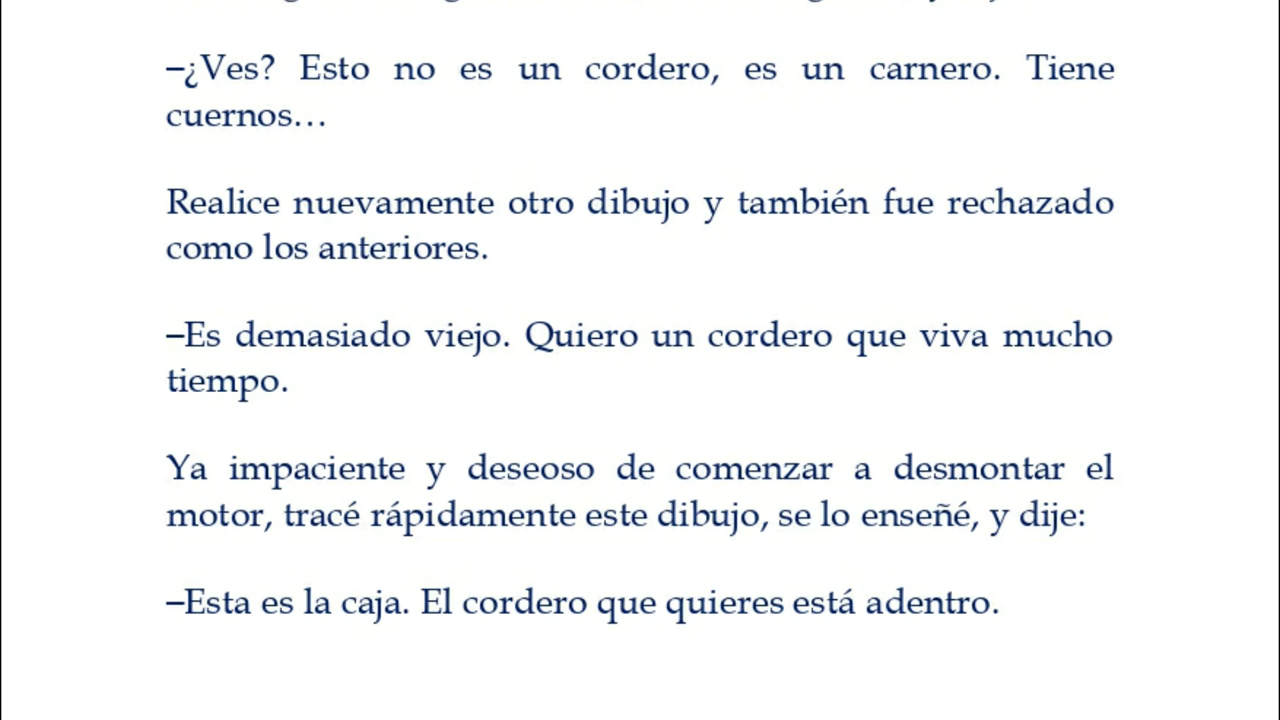 –¿Ves? Esto no es un cordero, es un carnero. Tiene
cuernos…
Realice nuevamente otro dibujo y también fue rechazado
como los anteriores.
–Es demasiado viejo. Quiero un cordero que viva mucho
tiempo.
Ya impaciente y deseoso de comenzar a desmontar el
motor, tracé rápidamente este dibujo, se lo enseñé, y dije:
–Esta es la caja. El cordero que quieres está adentro.